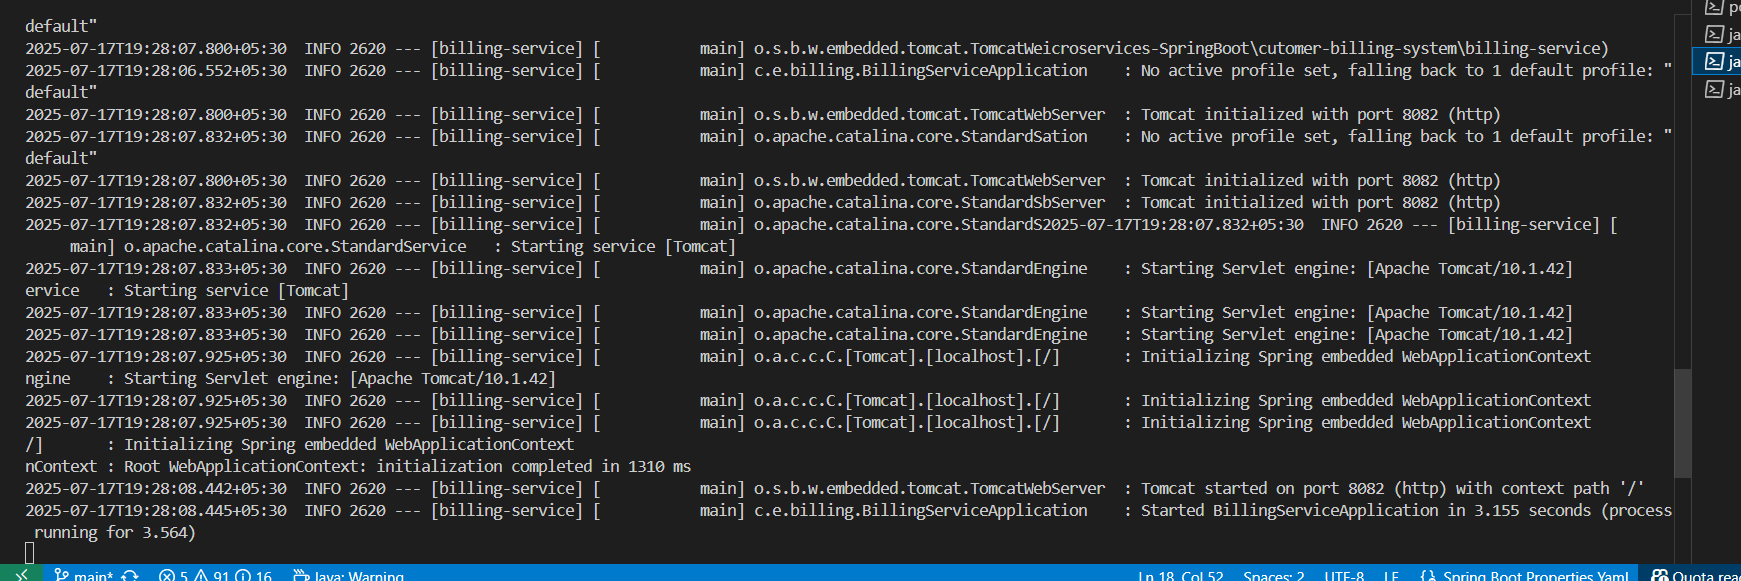 default"
2025-07-17T19:28:07.800+05:30  INFO 2620 --- [billing-service] [           main] o.s.b.w.embedded.tomcat.TomcatWeicroservices-SpringBoot\cutomer-billing-system\billing-service)
2025-07-17T19:28:06.552+05:30  INFO 2620 --- [billing-service] [           main] c.e.billing.BillingServiceApplication    : No active profile set, falling back to 1 default profile: "
default"
2025-07-17T19:28:07.800+05:30  INFO 2620 --- [billing-service] [           main] o.s.b.w.embedded.tomcat.TomcatWebServer  : Tomcat initialized with port 8082 (http)
2025-07-17T19:28:07.832+05:30  INFO 2620 --- [billing-service] [           main] o.apache.catalina.core.StandardSation    : No active profile set, falling back to 1 default profile: "
default"
2025-07-17T19:28:07.800+05:30  INFO 2620 --- [billing-service] [           main] o.s.b.w.embedded.tomcat.TomcatWebServer  : Tomcat initialized with port 8082 (http)
2025-07-17T19:28:07.832+05:30  INFO 2620 --- [billing-service] [           main] o.apache.catalina.core.StandardSbServer  : Tomcat initialized with port 8082 (http)
2025-07-17T19:28:07.832+05:30  INFO 2620 --- [billing-service] [           main] o.apache.catalina.core.StandardS2025-07-17T19:28:07.832+05:30  INFO 2620 --- [billing-service] [
     main] o.apache.catalina.core.StandardService   : Starting service [Tomcat]
2025-07-17T19:28:07.833+05:30  INFO 2620 --- [billing-service] [           main] o.apache.catalina.core.StandardEngine    : Starting Servlet engine: [Apache Tomcat/10.1.42]
ervice   : Starting service [Tomcat]
2025-07-17T19:28:07.833+05:30  INFO 2620 --- [billing-service] [           main] o.apache.catalina.core.StandardEngine    : Starting Servlet engine: [Apache Tomcat/10.1.42]
2025-07-17T19:28:07.833+05:30  INFO 2620 --- [billing-service] [           main] o.apache.catalina.core.StandardEngine    : Starting Servlet engine: [Apache Tomcat/10.1.42]
2025-07-17T19:28:07.925+05:30  INFO 2620 --- [billing-service] [           main] o.a.c.c.C.[Tomcat].[localhost].[/]       : Initializing Spring embedded WebApplicationContext
ngine    : Starting Servlet engine: [Apache Tomcat/10.1.42]
2025-07-17T19:28:07.925+05:30  INFO 2620 --- [billing-service] [           main] o.a.c.c.C.[Tomcat].[localhost].[/]       : Initializing Spring embedded WebApplicationContext
2025-07-17T19:28:07.925+05:30  INFO 2620 --- [billing-service] [           main] o.a.c.c.C.[Tomcat].[localhost].[/]       : Initializing Spring embedded WebApplicationContext
/]       : Initializing Spring embedded WebApplicationContext
nContext : Root WebApplicationContext: initialization completed in 1310 ms
2025-07-17T19:28:08.442+05:30  INFO 2620 --- [billing-service] [           main] o.s.b.w.embedded.tomcat.TomcatWebServer  : Tomcat started on port 8082 (http) with context path '/'
2025-07-17T19:28:08.445+05:30  INFO 2620 --- [billing-service] [           main] c.e.billing.BillingServiceApplication    : Started BillingServiceApplication in 3.155 seconds (process
 running for 3.564)
po
ja
ja
ja
main* 5 91 16 Java: Warning Ln 18, Col 52 Spaces: 2 UTF-8 LF Spring Boot Properties Yaml Quota reac